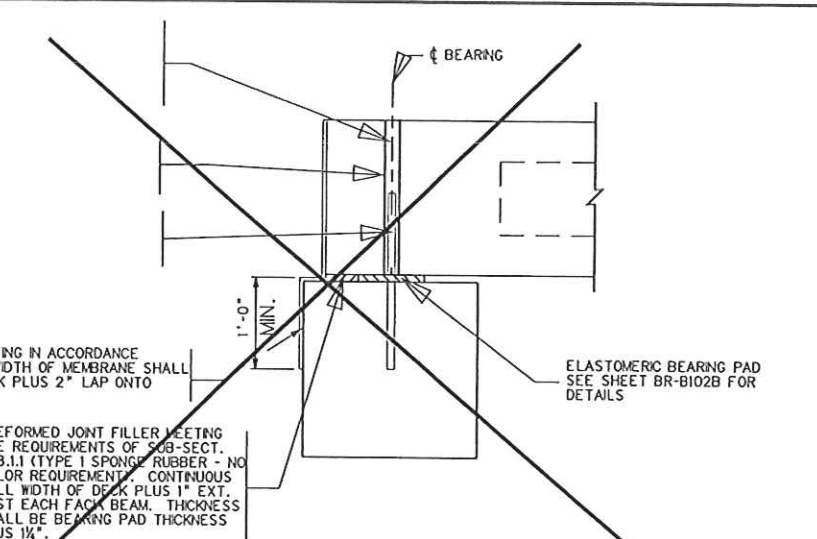 ₵ BEARING
1'-0"
MIN.
ELASTOMERIC BEARING PAD
SEE SHEET BR-B102B FOR
DETAILS
ING IN ACCORDANCE
IDTH OF MEMBRANE SHALL
K PLUS 2" LAP ONTO
EFORMED JOINT FILLER MEETING
E REQUIREMENTS OF SUB-SECT.
3.1.1 (TYPE 1 SPONGE RUBBER - NO
LOR REQUIREMENT). CONTINUOUS
LL WIDTH OF DECK PLUS 1" EXT.
ST EACH FACIA BEAM. THICKNESS
ALL BE BEARING PAD THICKNESS
US 1¼".